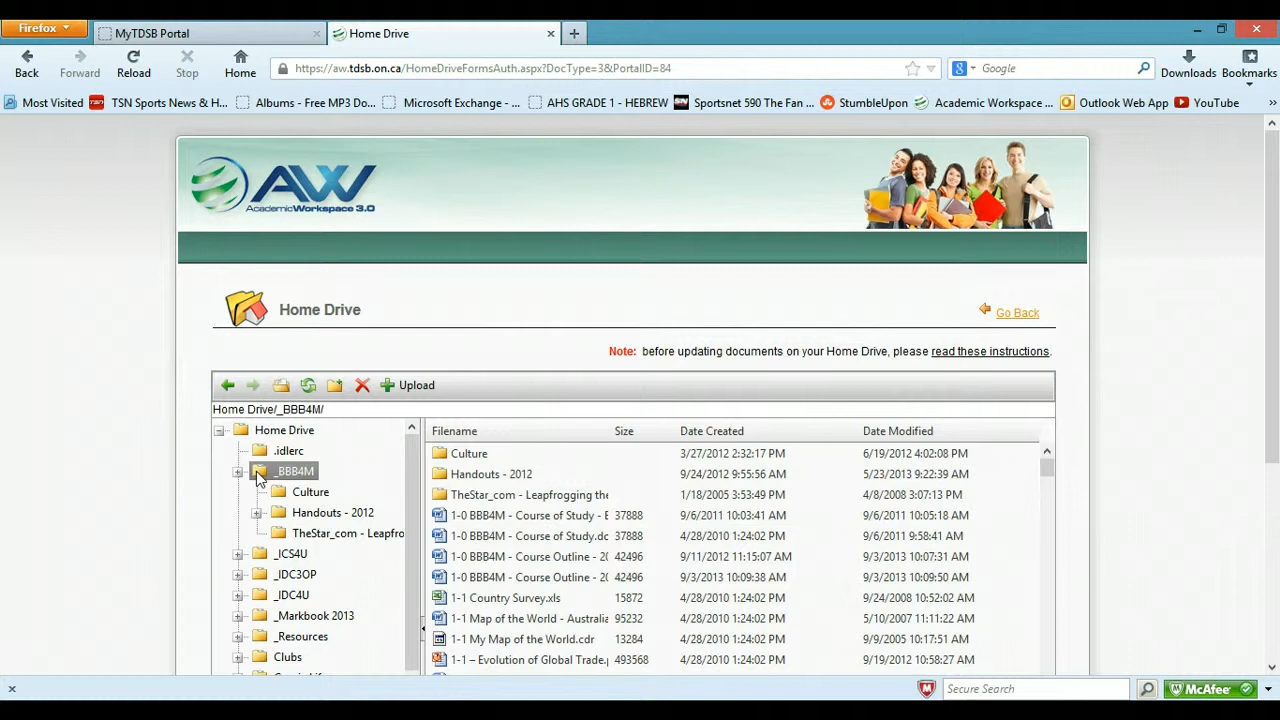 Firefox
MyTDSB Portal
Home Drive
Back
Forward
Reload
Stop
Home
https://aw.tdsb.on.ca/HomeDriveFormsAuth.aspx?DocType=3&PortalID=84
Google
Downloads
Bookmarks
Most Visited
TSN Sports News & H...
Albums - Free MP3 Do...
Microsoft Exchange - ...
AHS GRADE 1 - HEBREW
Sportsnet 590 The Fan ...
StumbleUpon
Academic Workspace ...
Outlook Web App
YouTube
AW
AcademicWorkspace 3.0
Home Drive
Go Back
Note: before updating documents on your Home Drive, please read these instructions.
Upload
Home Drive/_BBB4M/
Home Drive
.idlerc
_BBB4M
Culture
Handouts - 2012
TheStar_com - Leapfro
_ICS4U
_IDC3OP
_IDC4U
_Markbook 2013
_Resources
Clubs
Filename Size Date Created Date Modified
Culture 3/27/2012 2:32:17 PM 6/19/2012 4:02:08 PM
Handouts - 2012 9/24/2012 9:55:56 AM 5/23/2013 9:22:39 AM
TheStar_com - Leapfrogging the 1/18/2005 3:53:49 PM 4/8/2008 3:07:13 PM
1-0 BBB4M - Course of Study - E 37888 9/6/2011 10:03:41 AM 9/6/2011 10:05:18 AM
1-0 BBB4M - Course of Study.dc 37888 4/28/2010 1:24:02 PM 9/6/2011 9:58:41 AM
1-0 BBB4M - Course Outline - 20 42496 9/11/2012 11:15:07 AM 9/3/2013 10:07:31 AM
1-0 BBB4M - Course Outline - 20 42496 9/3/2013 10:09:38 AM 9/3/2013 10:09:50 AM
1-1 Country Survey.xls 15872 4/28/2010 1:24:02 PM 9/24/2008 10:52:02 AM
1-1 Map of the World - Australia 95232 4/28/2010 1:24:02 PM 5/10/2007 11:11:22 AM
1-1 My Map of the World.cdr 13284 4/28/2010 1:24:02 PM 9/9/2005 10:17:51 AM
1-1 – Evolution of Global Trade.p 493568 4/28/2010 1:24:02 PM 9/19/2012 10:58:27 AM
Secure Search
McAfee